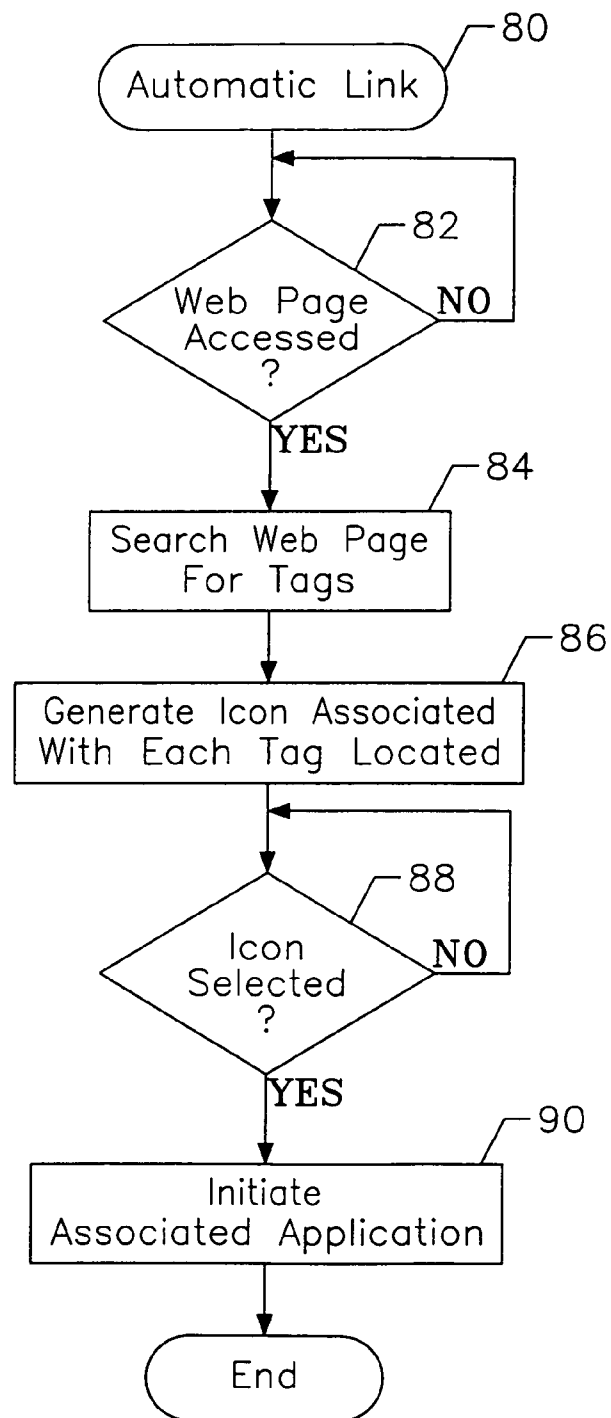 80
Automatic Link
82
Web Page
Accessed
?
NO
YES
84
Search Web Page
For Tags
86
Generate Icon Associated
With Each Tag Located
88
Icon
Selected
?
NO
YES
90
Initiate
Associated Application
End